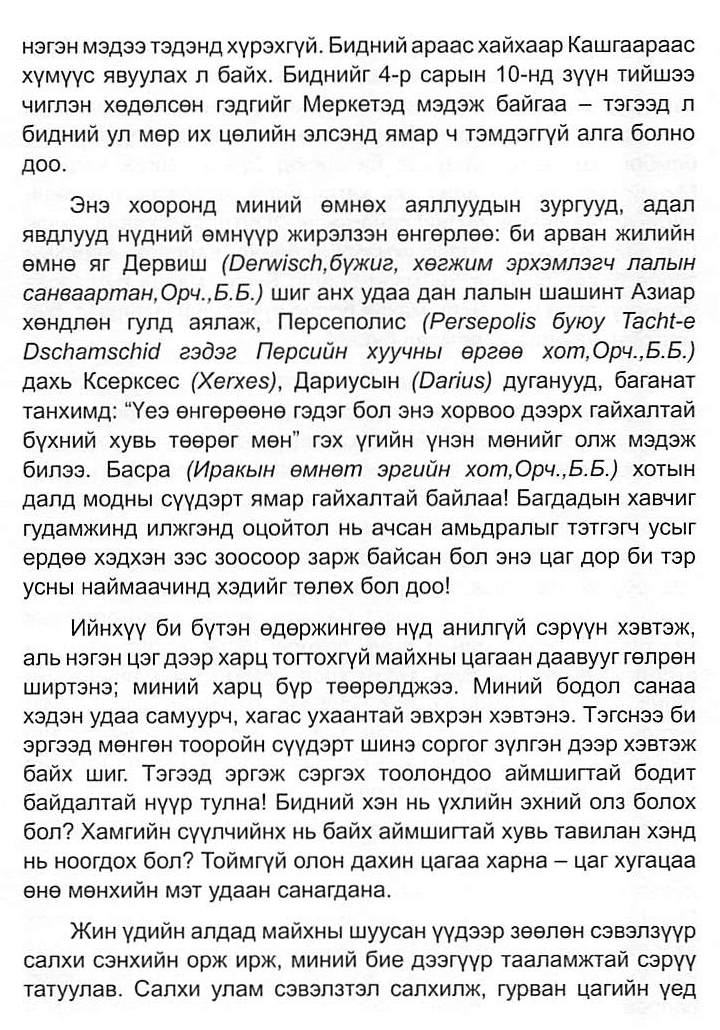 нэгэн мэдээ тэдэнд хүрэхгүй. Бидний араас хайхаар Кашгаараас
хүмүүс явуулах л байх. Биднийг 4-р сарын 10-нд зүүн тийшээ
чиглэн хөдөлсөн гэдгийг Меркетэд мэдэж байгаа – тэгээд л
бидний ул мөр их цөлийн элсэнд ямар ч тэмдэггүй алга болно
доо.
Энэ хооронд миний өмнөх аяллуудын зургууд, адал
явдлууд нүдний өмнүүр жирэлзэн өнгөрлөө: би арван жилийн
өмнө яг Дервиш (Derwisch,бүжиг, хөгжим эрхэмлэгч лалын
санваартан,Орч.,Б.Б.) шиг анх удаа дан лалын шашинт Азиар
хөндлөн гулд аялаж, Персеполис (Persepolis буюу Tacht-e
Dschamschid гэдэг Персийн хуучны өргөө хот,Орч.,Б.Б.)
дахь Ксерксес (Xerxes), Дариусын (Darius) дуганууд, баганат
танхимд: “Үеэ өнгөрөөнө гэдэг бол энэ хорвоо дээрх гайхалтай
бүхний хувь төөрөг мөн” гэх үгийн үнэн мөнийг олж мэдэж
билээ. Басра (Иракын өмнөт эргийн хот,Орч.,Б.Б.) хотын
далд модны сүүдэрт ямар гайхалтай байлаа! Багдадын хавчиг
гудамжинд илжгэнд оцойтол нь ачсан амьдралыг тэтгэгч усыг
ердөө хэдхэн зэс зоосоор зарж байсан бол энэ цаг дор би тэр
усны наймаачинд хэдийг төлөх бол доо!
Ийнхүү би бүтэн өдөржингөө нүд анилгүй сэрүүн хэвтэж,
аль нэгэн цэг дээр харц тогтохгүй майхны цагаан даавууг гөлрөн
ширтэнэ; миний харц бүр төөрөлджээ. Миний бодол санаа
хэдэн удаа самуурч, хагас ухаантай эвхрэн хэвтэнэ. Тэгснээ би
эргээд мөнгөн тооройн сүүдэрт шинэ соргог зүлгэн дээр хэвтэж
байх шиг. Тэгээд эргэж сэргэх тоолондоо аймшигтай бодит
байдалтай нүүр тулна! Бидний хэн нь үхлийн эхний олз болох
бол? Хамгийн сүүлчийнх нь байх аймшигтай хувь тавилан хэнд
нь ноогдох бол? Тоймгүй олон дахин цагаа харна – цаг хугацаа
өнө мөнхийн мэт удаан санагдана.
Жин үдийн алдад майхны шуусан үүдээр зөөлөн сэвэлзүүр
салхи сэнхийн орж ирж, миний бие дээгүүр тааламжтай сэрүү
татуулав. Салхи улам сэвэлзтэл салхилж, гурван цагийн үед